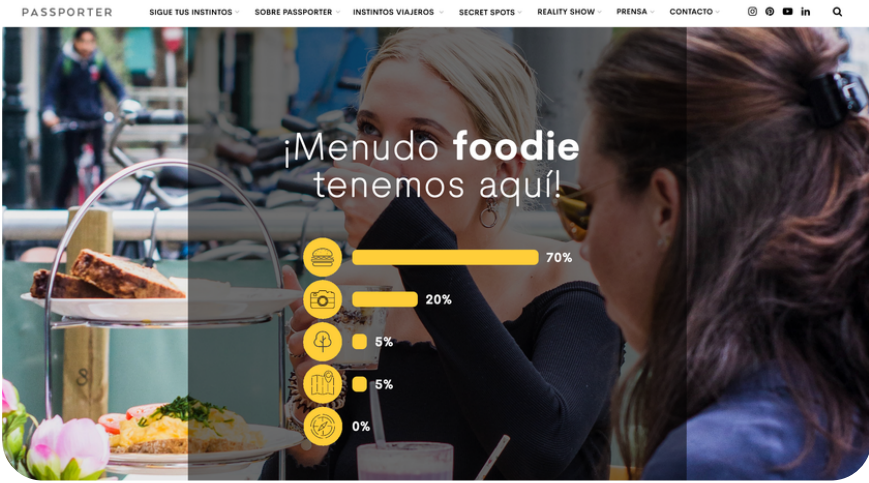 PASSPORTER SIGUE TUS INSTINTOS SOBRE PASSPORTER INSTINTOS VIAJEROS SECRET SPOTS REALITY SHOW PRENSA CONTACTO
¡Menudo foodie
tenemos aquí!
70%
20%
5%
5%
0%